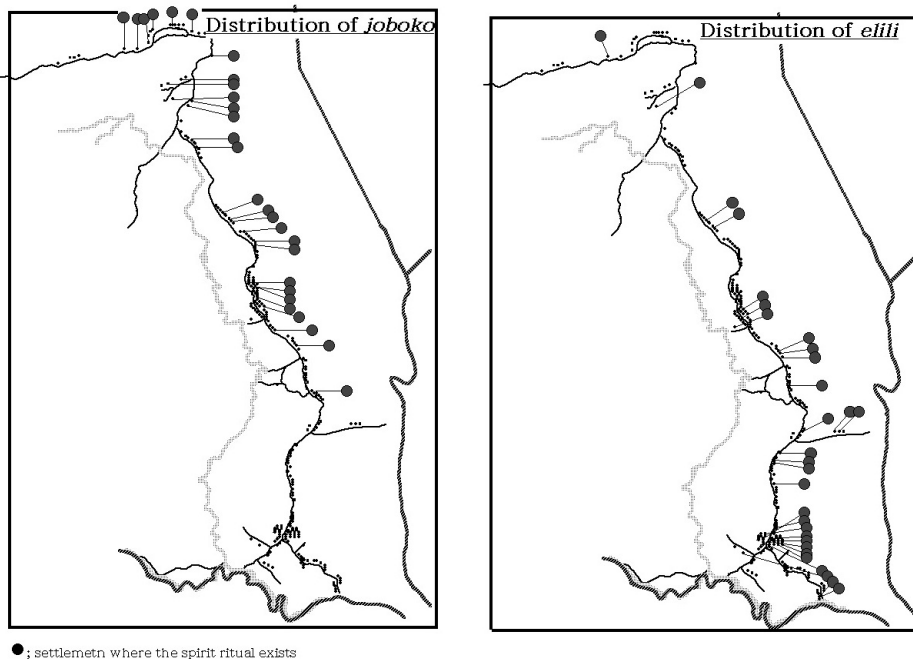 Distribution of joboko
Distribution of elili
● ; settlemetn where the spirit ritual exists